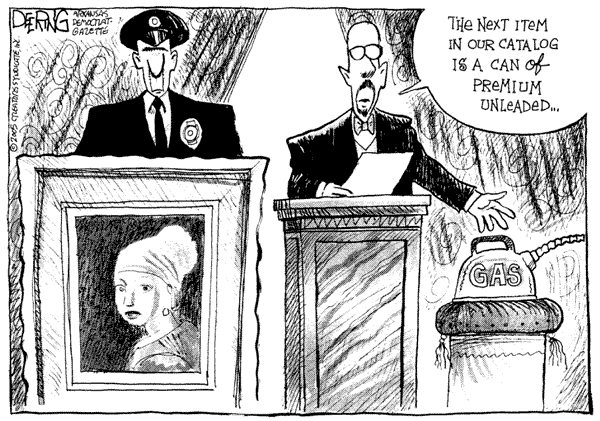 DEERING
ARKANSAS
DEMOCRAT-
GAZETTE
THE NEXT ITEM
IN OUR CATALOG
IS A CAN of
PREMIUM
UNLEADED...
GAS